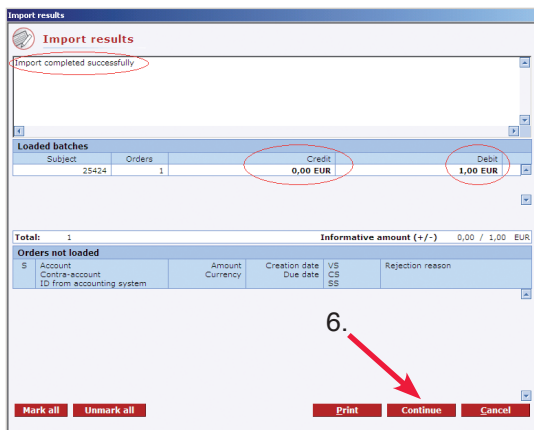 Import results
Import results
Import completed successfully
Loaded batches
Subject Orders Credit Debit
25424 1 0,00 EUR 1,00 EUR
Total: 1 Informative amount (+/-) 0,00 / 1,00 EUR
Orders not loaded
S Account Amount Creation date VS Rejection reason
Contra-account Currency Due date CS
ID from accounting system SS
6.
Mark all Unmark all Print Continue Cancel